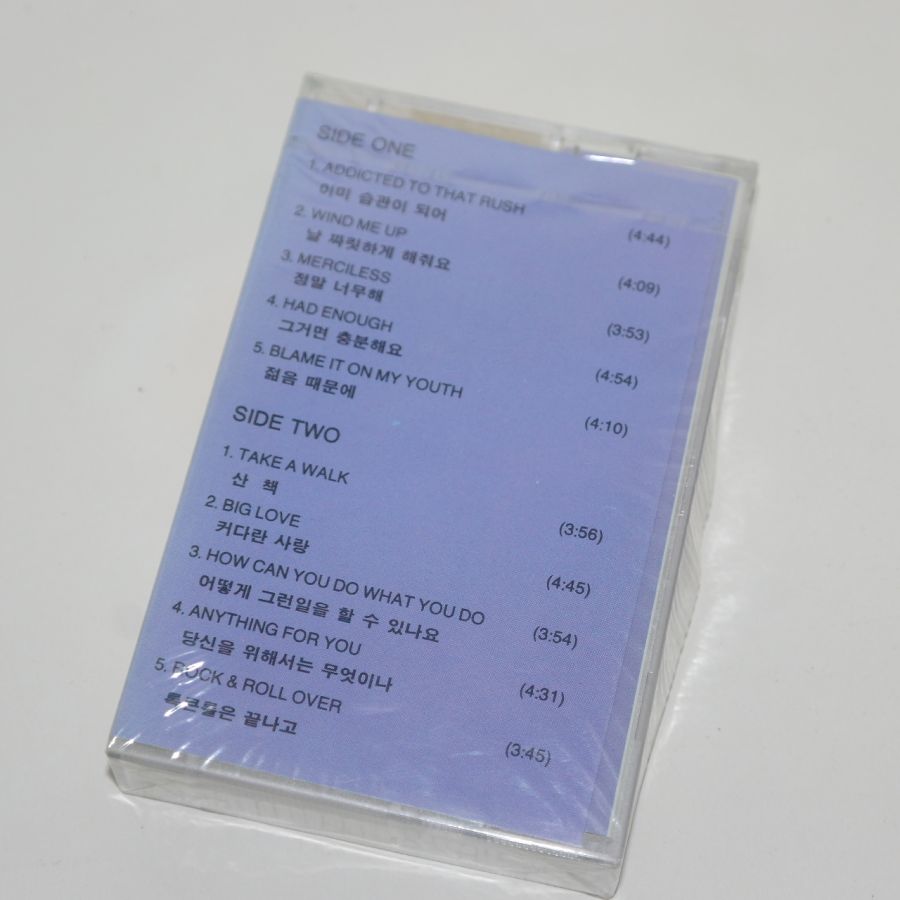 SIDE ONE
1. ADDICTED TO THAT RUSH (4:44)
이미 습관이 되어
2. WIND ME UP (4:09)
날 짜릿하게 해줘요
3. MERCILESS (3:53)
정말 너무해
4. HAD ENOUGH (4:54)
그거면 충분해요
5. BLAME IT ON MY YOUTH (4:10)
젊음 때문에
SIDE TWO
1. TAKE A WALK (3:56)
산 책
2. BIG LOVE (4:45)
커다란 사랑
3. HOW CAN YOU DO WHAT YOU DO (3:54)
어떻게 그런일을 할 수 있나요
4. ANYTHING FOR YOU (4:31)
당신을 위해서는 무엇이나
5. ROCK & ROLL OVER (3:45)
록큰롤은 끝나고